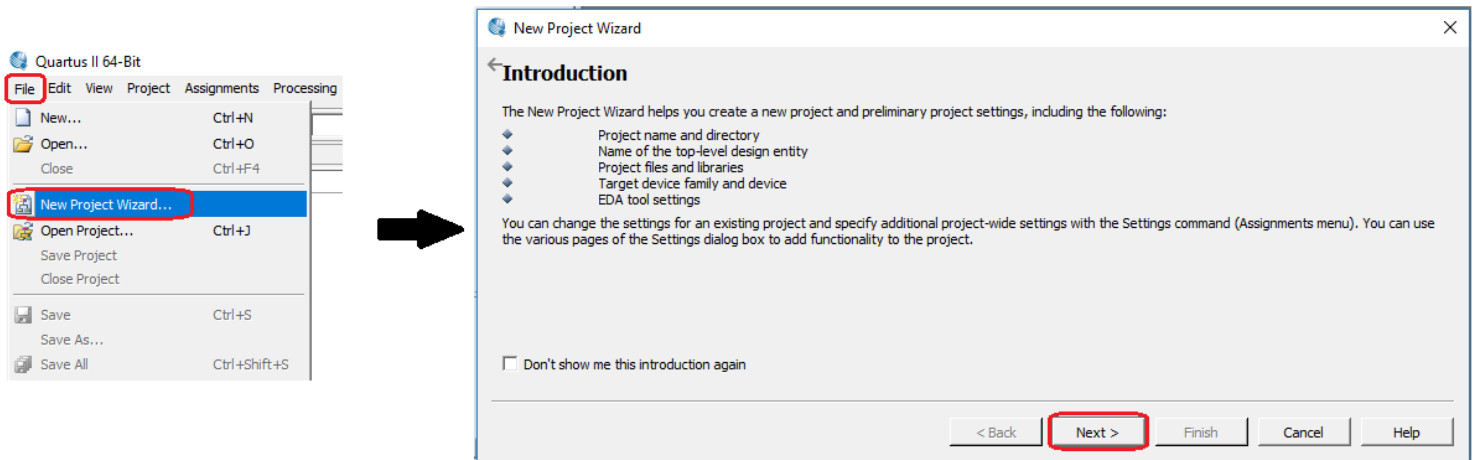 Quartus II 64-Bit
File Edit View Project Assignments Processing
New... Ctrl+N
Open... Ctrl+O
Close Ctrl+F4
New Project Wizard...
Open Project... Ctrl+J
Save Project
Close Project
Save Ctrl+S
Save As...
Save All Ctrl+Shift+S
New Project Wizard
Introduction
The New Project Wizard helps you create a new project and preliminary project settings, including the following:
Project name and directory
Name of the top-level design entity
Project files and libraries
Target device family and device
EDA tool settings
You can change the settings for an existing project and specify additional project-wide settings with the Settings command (Assignments menu). You can use
the various pages of the Settings dialog box to add functionality to the project.
Don't show me this introduction again
< Back Next > Finish Cancel Help